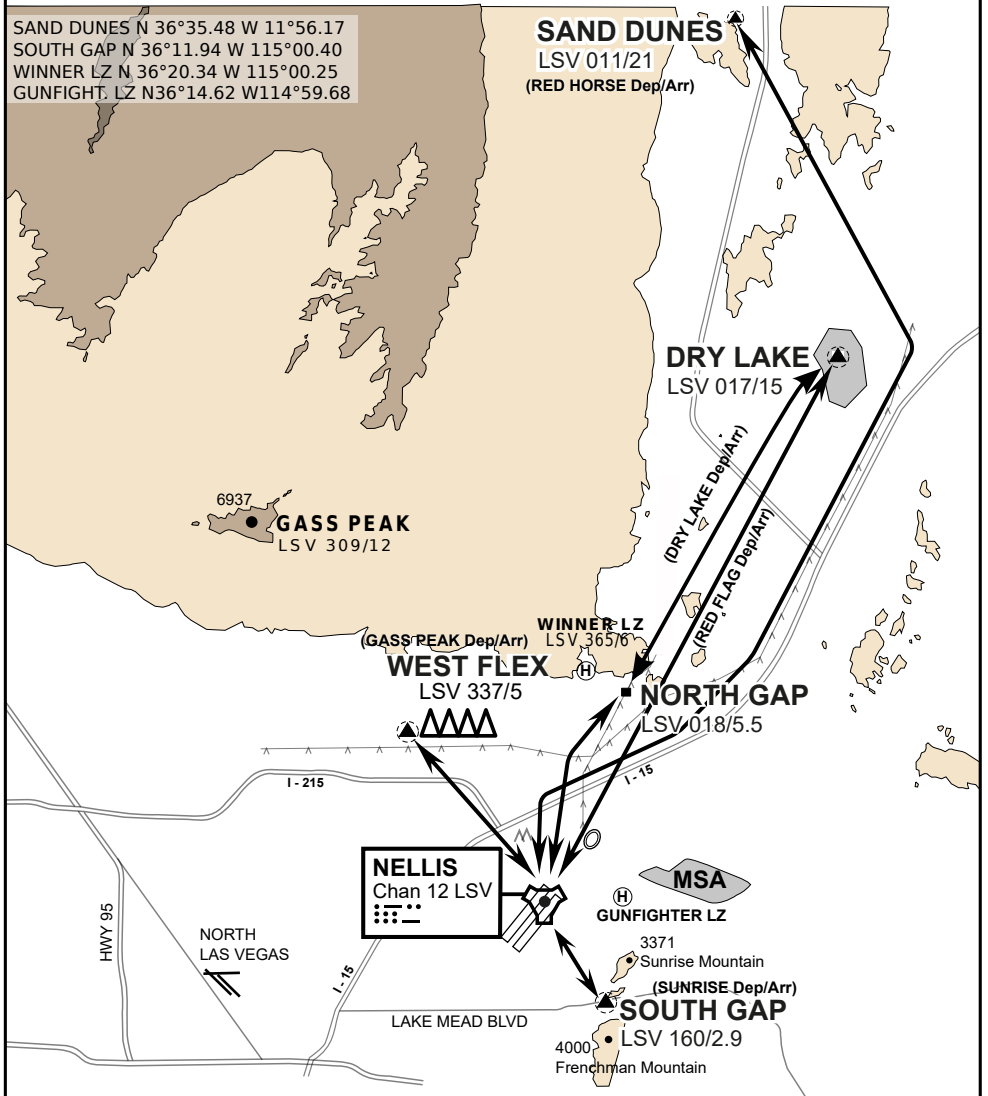 SAND DUNES N 36°35.48 W 11°56.17
SOUTH GAP N 36°11.94 W 115°00.40
WINNER LZ N 36°20.34 W 115°00.25
GUNFIGHT. LZ N36°14.62 W114°59.68
SAND DUNES
LSV 011/21
(RED HORSE Dep/Arr)
DRY LAKE
LSV 017/15
(DRY LAKE Dep/Arr)
(RED FLAG Dep/Arr)
6937
GASS PEAK
LSV 309/12
WINNER LZ
LSV 365/6
H
(GASS PEAK Dep/Arr)
WEST FLEX
LSV 337/5
NORTH GAP
LSV 018/5.5
I - 215
I - 15
NELLIS
Chan 12 LSV
MSA
H
GUNFIGHTER LZ
HWY 95
NORTH
LAS VEGAS
I - 15
3371
Sunrise Mountain
(SUNRISE Dep/Arr)
SOUTH GAP
LSV 160/2.9
LAKE MEAD BLVD
4000
Frenchman Mountain